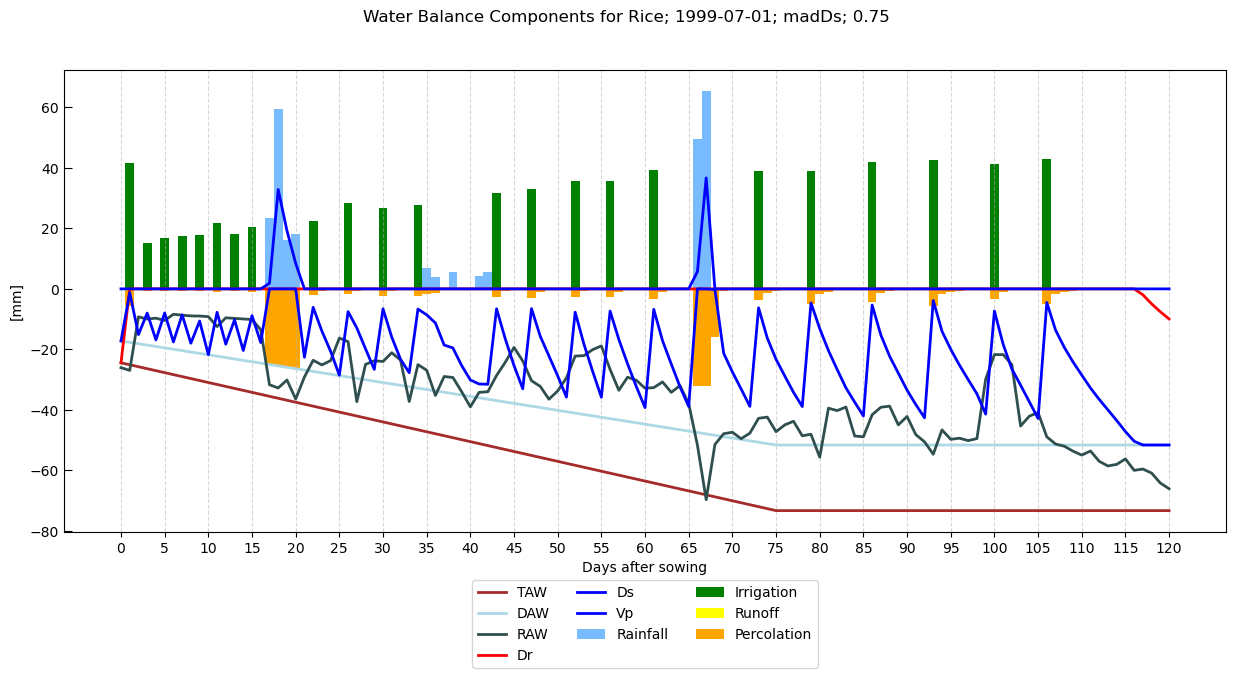 Water Balance Components for Rice; 1999-07-01; madDs; 0.75
[mm]
60
40
20
0
−20
−40
−60
−80
0 5 10 15 20 25 30 35 40 45 50 55 60 65 70 75 80 85 90 95 100 105 110 115 120
Days after sowing
TAW Ds Irrigation
DAW Vp Runoff
RAW Rainfall Percolation
Dr